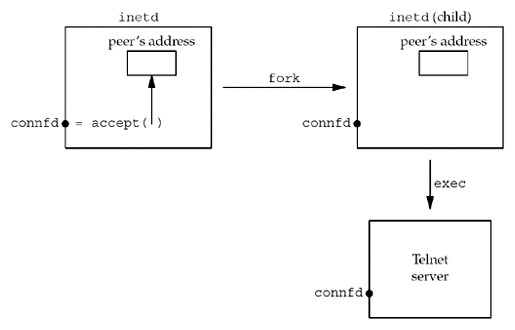 inetd
peer's address
connfd = accept( )
fork
inetd (child)
peer's address
connfd
exec
Telnet
server
connfd